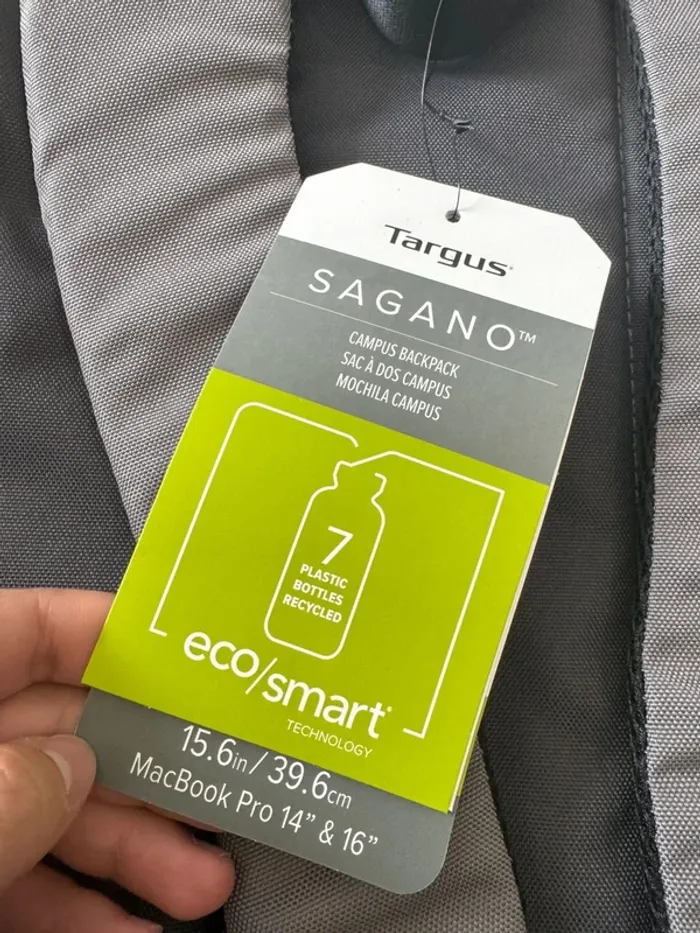 Targus
SAGANO™
CAMPUS BACKPACK
SAC À DOS CAMPUS
MOCHILA CAMPUS
7
PLASTIC
BOTTLES
RECYCLED
eco/smart
TECHNOLOGY
15.6in / 39.6cm
MacBook Pro 14” & 16”